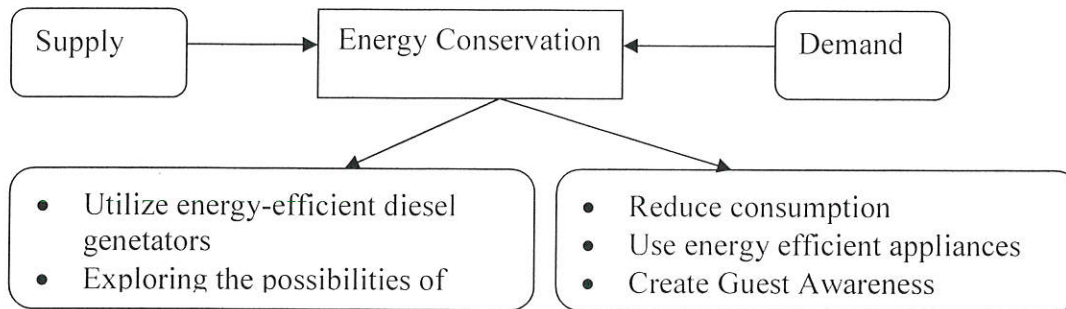 Supply
Energy Conservation
Demand
• Utilize energy-efficient diesel
genetators
• Exploring the possibilities of
• Reduce consumption
• Use energy efficient appliances
• Create Guest Awareness